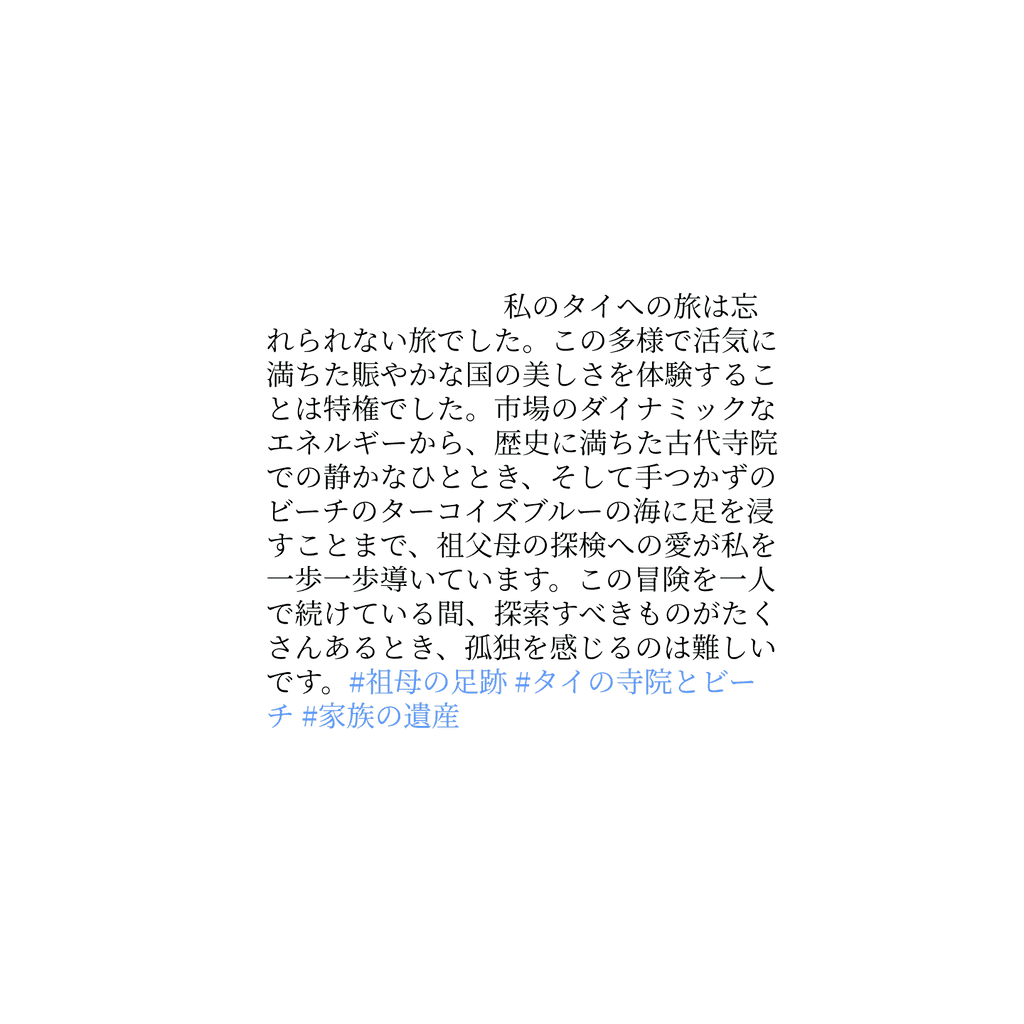 私のタイへの旅は忘
れられない旅でした。この多様で活気に
満ちた賑やかな国の美しさを体験するこ
とは特権でした。市場のダイナミックな
エネルギーから、歴史に満ちた古代寺院
での静かなひととき、そして手つかずの
ビーチのターコイズブルーの海に足を浸
すことまで、祖父母の探検への愛が私を
一歩一歩導いています。この冒険を一人
で続けている間、探索すべきものがたく
さんあるとき、孤独を感じるのは難しい
です。#祖母の足跡 #タイの寺院とビー
チ #家族の遺産